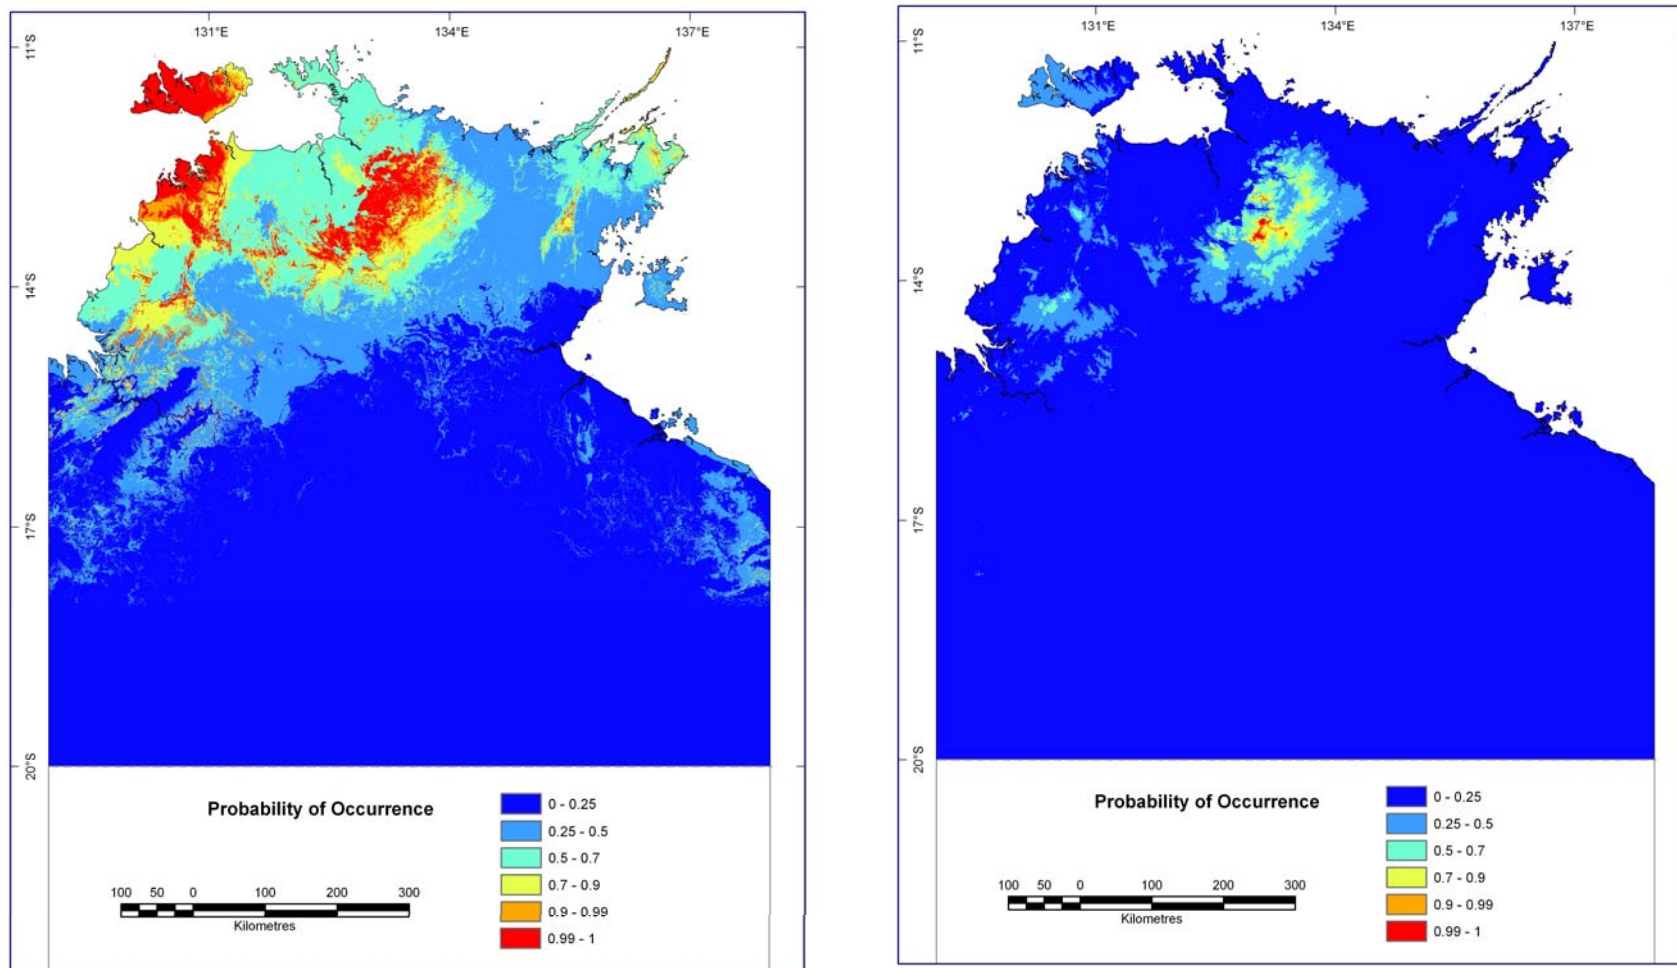 131°E 134°E 137°E
11°S
14°S
17°S
20°S
Probability of Occurrence
0 - 0.25
0.25 - 0.5
0.5 - 0.7
0.7 - 0.9
0.9 - 0.99
0.99 - 1
100 50 0 100 200 300
Kilometres
131°E 134°E 137°E
11°S
14°S
17°S
20°S
Probability of Occurrence
0 - 0.25
0.25 - 0.5
0.5 - 0.7
0.7 - 0.9
0.9 - 0.99
0.99 - 1
100 50 0 100 200 300
Kilometres